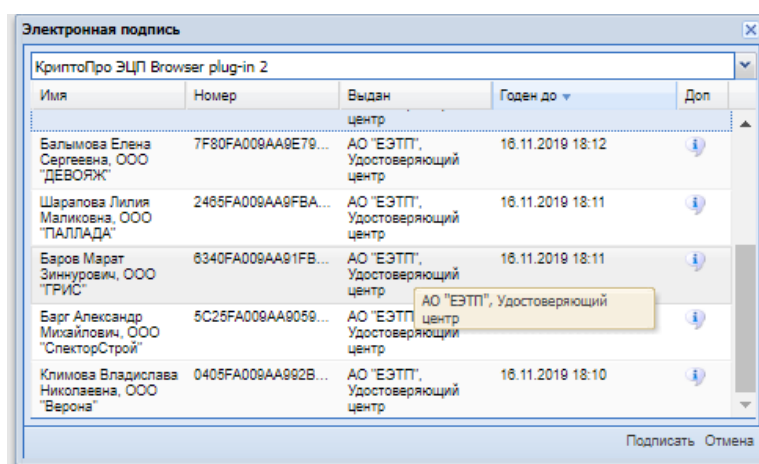 Электронная подпись
КриптоПро ЭЦП Browser plug-in 2
Имя Номер Выдан Годен до Доп
центр
Балымова Елена 7F80FA009AA9E79... АО "ЕЭТП", 16.11.2019 18:12
Сергеевна, ООО Удостоверяющий
"ДЕВОЯЖ" центр
Шарапова Лилия 2465FA009AA9FBA... АО "ЕЭТП", 16.11.2019 18:11
Маликовна, ООО Удостоверяющий
"ПАЛЛАДА" центр
Баров Марат 6340FA009AA91FB... АО "ЕЭТП", 16.11.2019 18:11
Зиннурович, ООО Удостоверяющий
"ГРИС" центр
АО "ЕЭТП", Удостоверяющий
центр
Барг Александр 5C25FA009AA9059... АО "ЕЭТП
Михайлович, ООО Удостоверяющий
"СпекторСтрой" центр
Климова Владислава 0405FA009AA992B... АО "ЕЭТП", 16.11.2019 18:10
Николаевна, ООО Удостоверяющий
"Верона" центр
Подписать Отмена